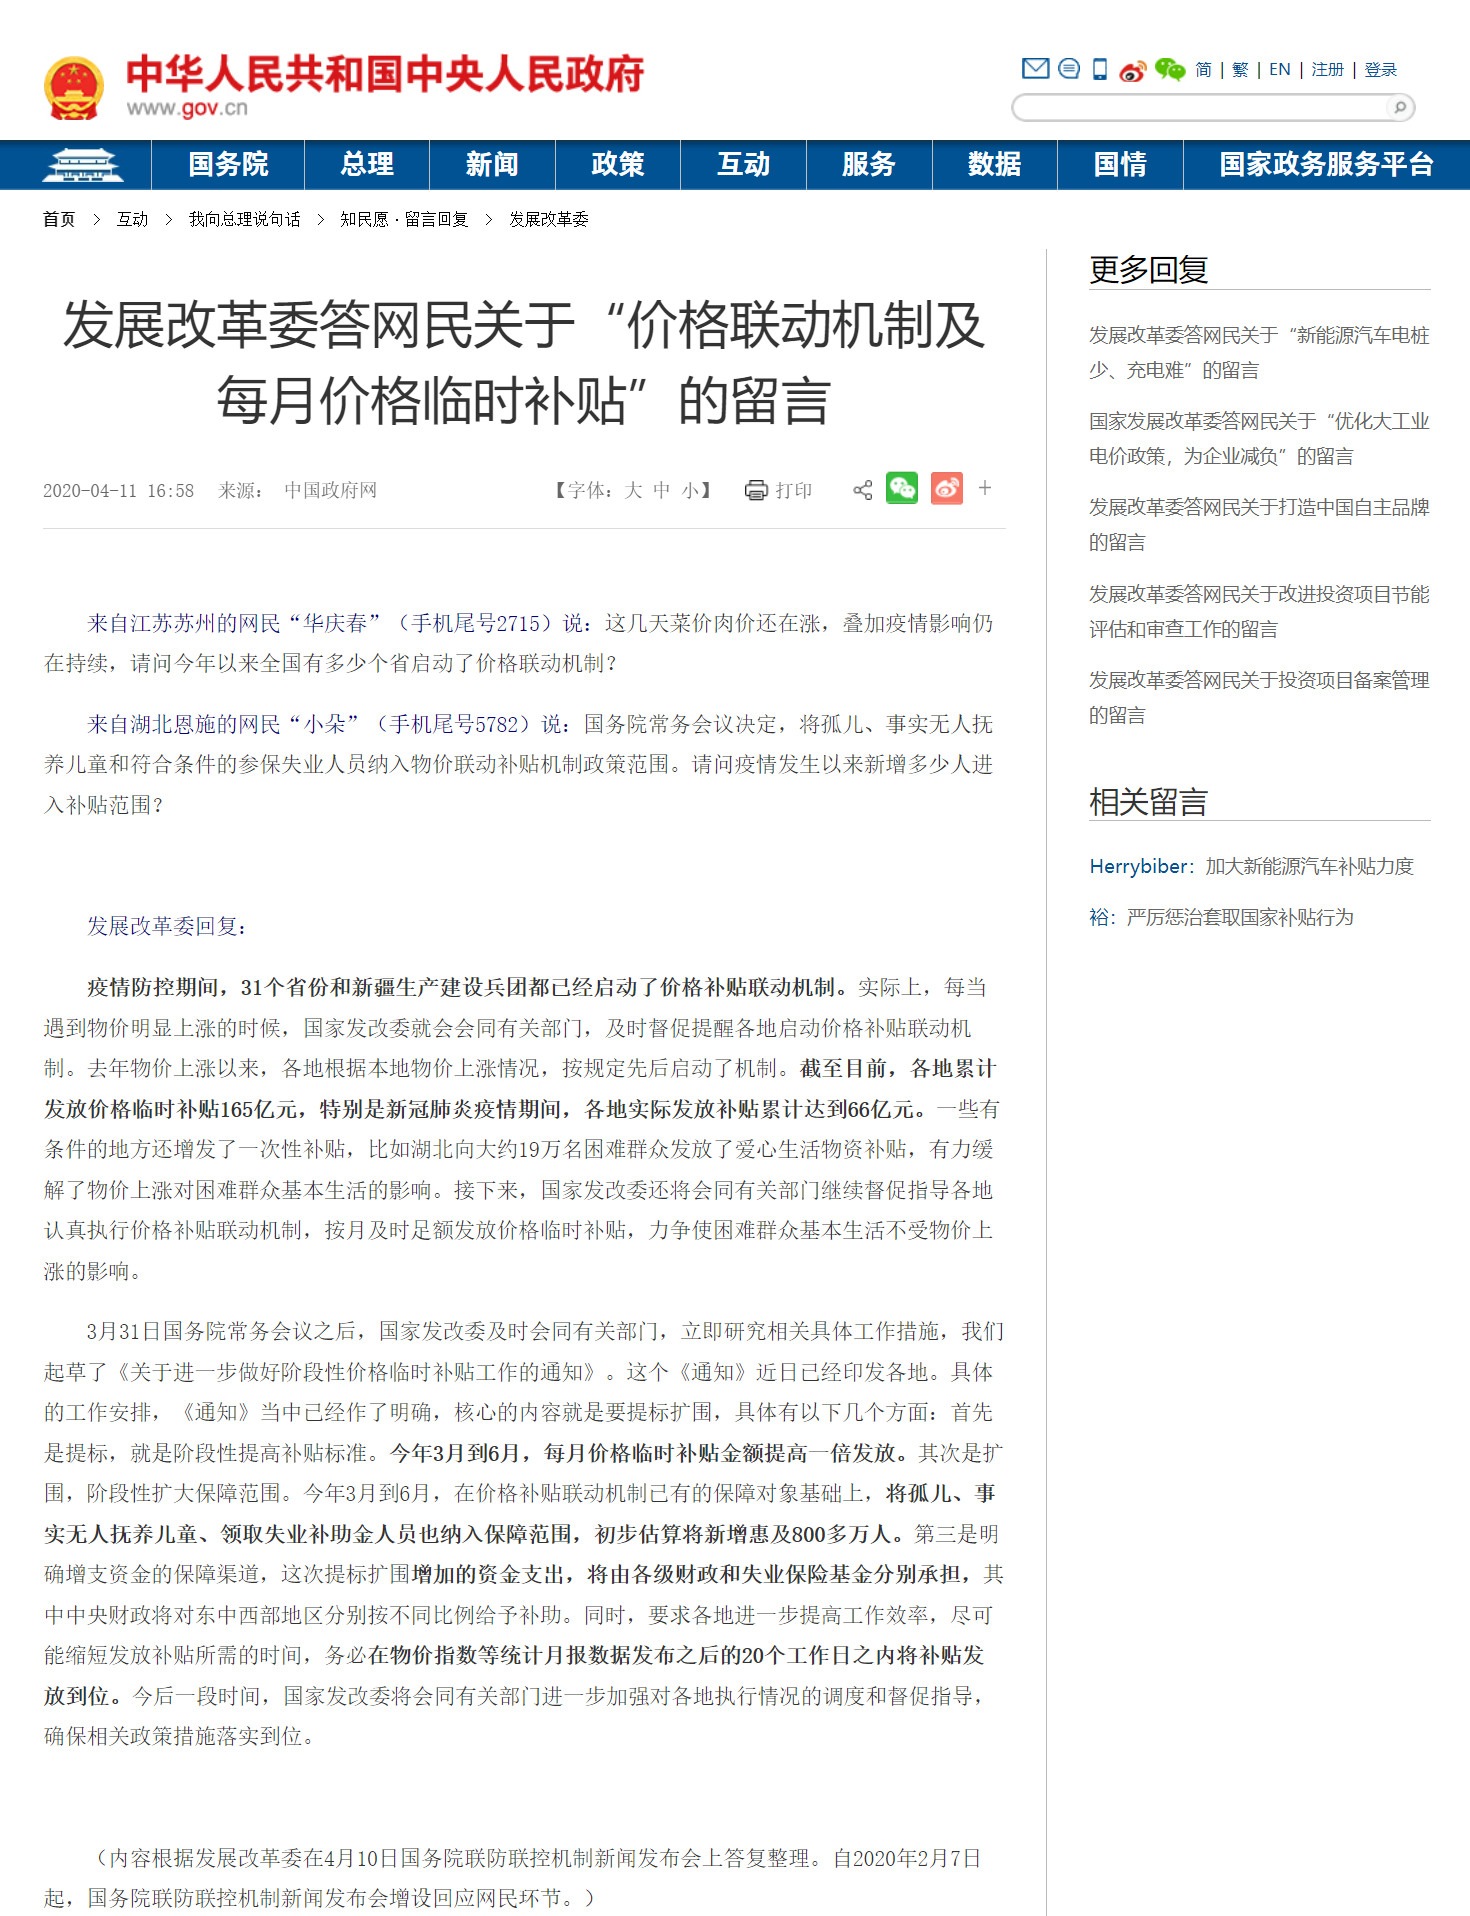 中华人民共和国中央人民政府
www.gov.cn
简 | 繁 | EN | 注册 | 登录
国务院 总理 新闻 政策 互动 服务 数据 国情 国家政务服务平台
首页 > 互动 > 我向总理说句话 > 知民愿·留言回复 > 发展改革委
发展改革委答网民关于“价格联动机制及
每月价格临时补贴”的留言
2020-04-11 16:58 来源： 中国政府网 【字体：大 中 小】 打印 +
来自江苏苏州的网民“华庆春”（手机尾号2715）说：这几天菜价肉价还在涨，叠加疫情影响仍
在持续，请问今年以来全国有多少个省启动了价格联动机制？
来自湖北恩施的网民“小朵”（手机尾号5782）说：国务院常务会议决定，将孤儿、事实无人抚
养儿童和符合条件的参保失业人员纳入物价联动补贴机制政策范围。请问疫情发生以来新增多少人进
入补贴范围？
发展改革委回复：
疫情防控期间，31个省份和新疆生产建设兵团都已经启动了价格补贴联动机制。实际上，每当
遇到物价明显上涨的时候，国家发改委就会会同有关部门，及时督促提醒各地启动价格补贴联动机
制。去年物价上涨以来，各地根据本地物价上涨情况，按规定先后启动了机制。截至目前，各地累计
发放价格临时补贴165亿元，特别是新冠肺炎疫情期间，各地实际发放补贴累计达到66亿元。一些有
条件的地方还增发了一次性补贴，比如湖北向大约19万名困难群众发放了爱心生活物资补贴，有力缓
解了物价上涨对困难群众基本生活的影响。接下来，国家发改委还将会同有关部门继续督促指导各地
认真执行价格补贴联动机制，按月及时足额发放价格临时补贴，力争使困难群众基本生活不受物价上
涨的影响。
3月31日国务院常务会议之后，国家发改委及时会同有关部门，立即研究相关具体工作措施，我们
起草了《关于进一步做好阶段性价格临时补贴工作的通知》。这个《通知》近日已经印发各地。具体
的工作安排，《通知》当中已经作了明确，核心的内容就是要提标扩围，具体有以下几个方面：首先
是提标，就是阶段性提高补贴标准。今年3月到6月，每月价格临时补贴金额提高一倍发放。其次是扩
围，阶段性扩大保障范围。今年3月到6月，在价格补贴联动机制已有的保障对象基础上，将孤儿、事
实无人抚养儿童、领取失业补助金人员也纳入保障范围，初步估算将新增惠及800多万人。第三是明
确增支资金的保障渠道，这次提标扩围增加的资金支出，将由各级财政和失业保险基金分别承担，其
中中央财政将对东中西部地区分别按不同比例给予补助。同时，要求各地进一步提高工作效率，尽可
能缩短发放补贴所需的时间，务必在物价指数等统计月报数据发布之后的20个工作日之内将补贴发
放到位。今后一段时间，国家发改委将会同有关部门进一步加强对各地执行情况的调度和督促指导，
确保相关政策措施落实到位。
（内容根据发展改革委在4月10日国务院联防联控机制新闻发布会上答复整理。自2020年2月7日
起，国务院联防联控机制新闻发布会增设回应网民环节。）
更多回复
发展改革委答网民关于“新能源汽车电桩
少、充电难”的留言
国家发展改革委答网民关于“优化大工业
电价政策，为企业减负”的留言
发展改革委答网民关于打造中国自主品牌
的留言
发展改革委答网民关于改进投资项目节能
评估和审查工作的留言
发展改革委答网民关于投资项目备案管理
的留言
相关留言
Herrybiber：加大新能源汽车补贴力度
裕：严厉惩治套取国家补贴行为